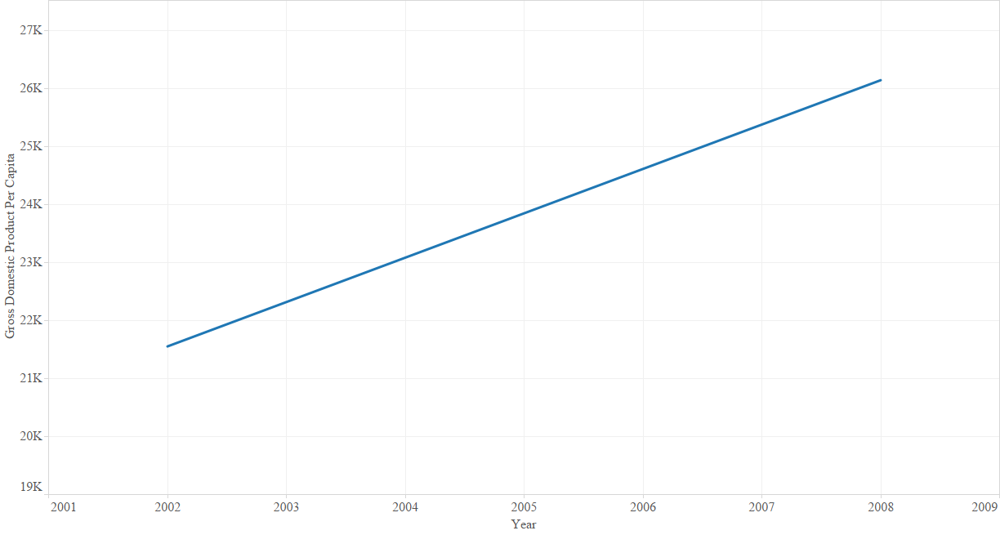 Gross Domestic Product Per Capita
27K
26K
25K
24K
23K
22K
21K
20K
19K
2001 2002 2003 2004 2005 2006 2007 2008 2009
Year